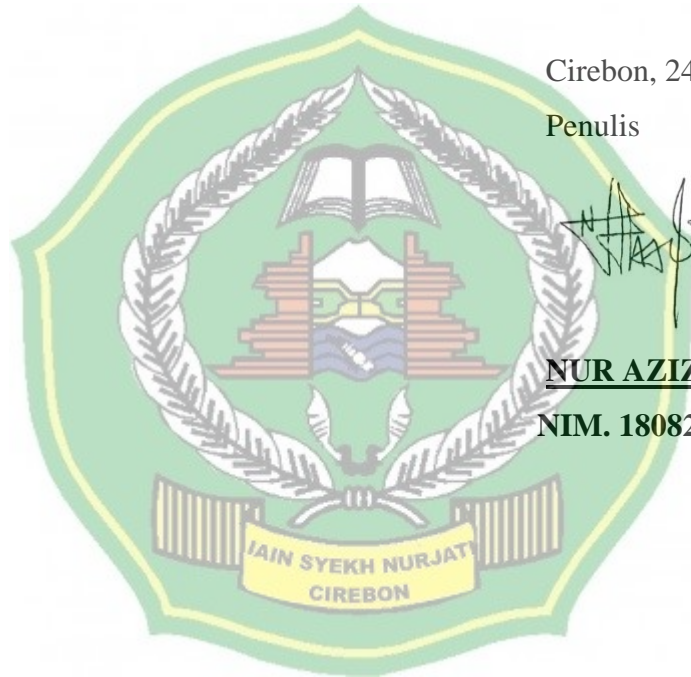 Cirebon, 24
Penulis
NUR AZIZ
NIM. 18082
IAIN SYEKH NURJATI
CIREBON